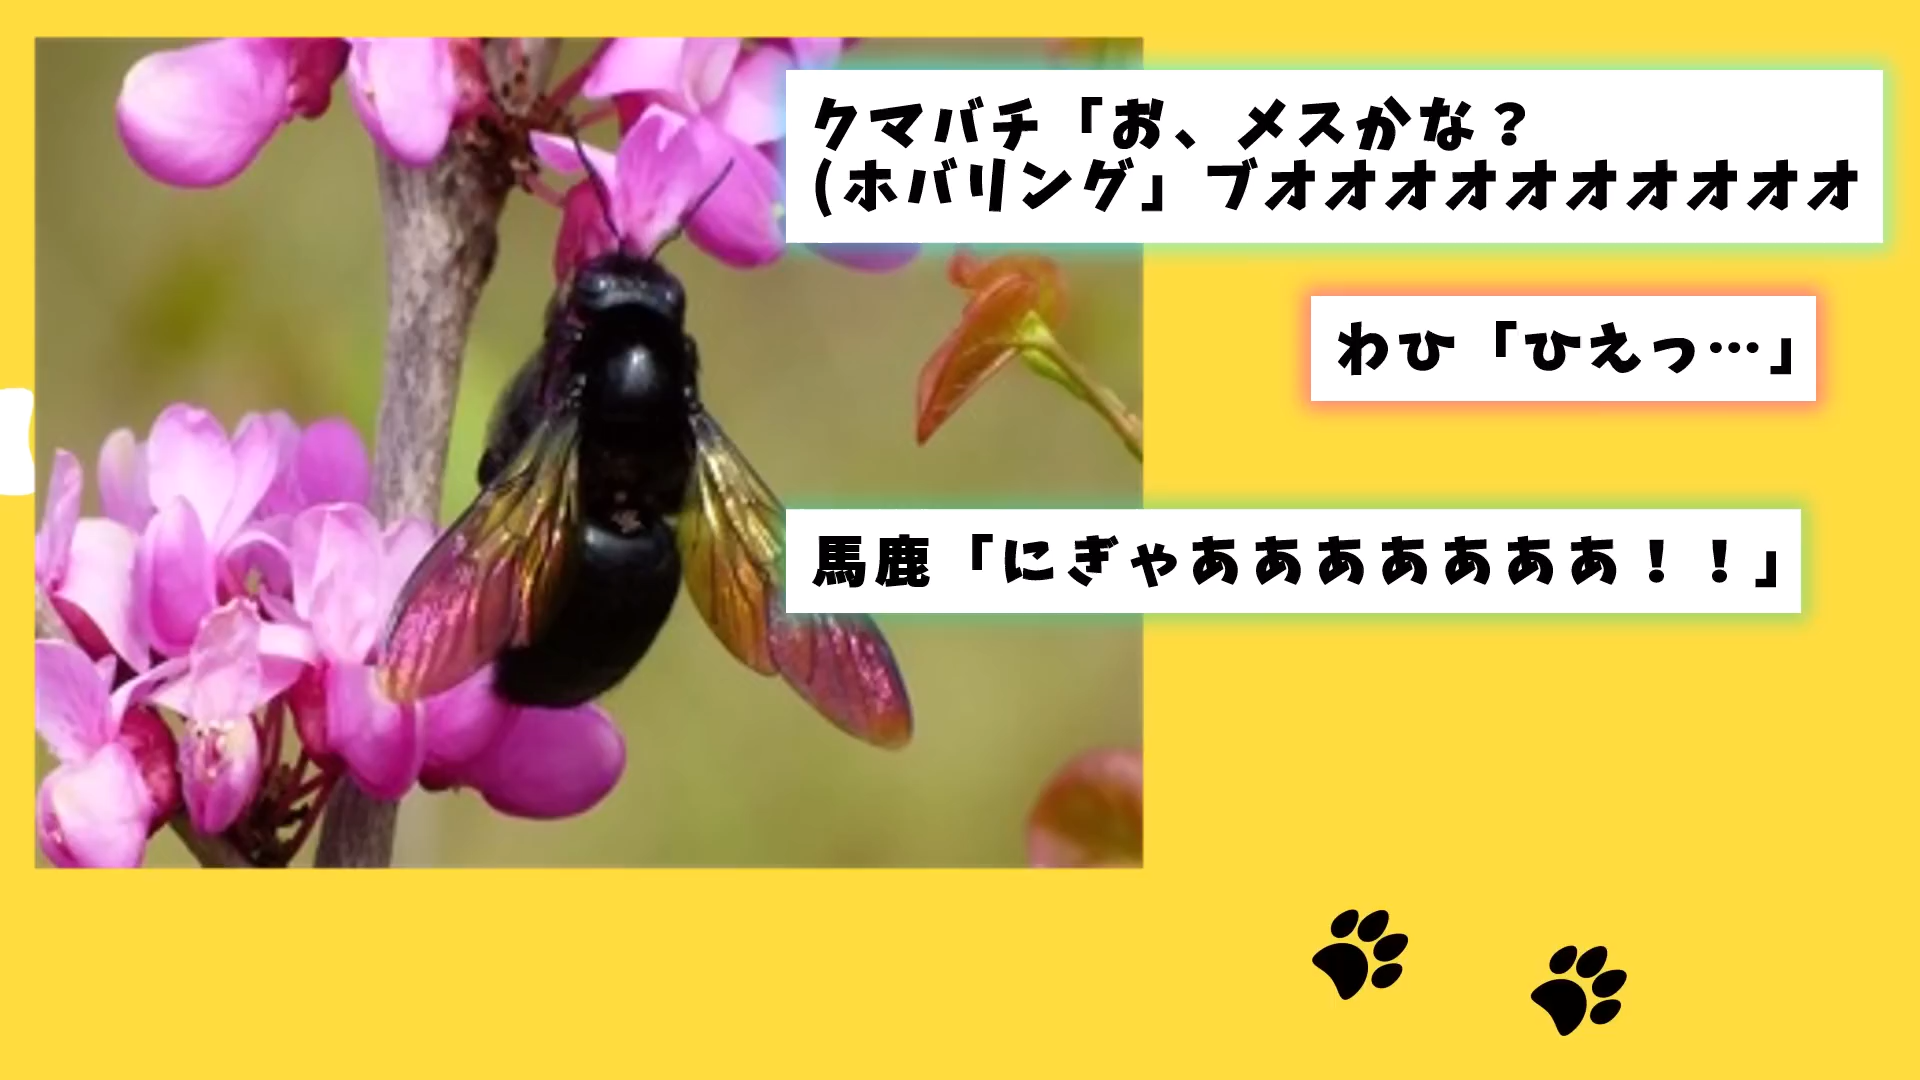 クマバチ「お、メスかな？
(ホバリング」ブオオオオオオオオオオ
わひ「ひえっ…」
馬鹿「にぎゃあああああああ！！」